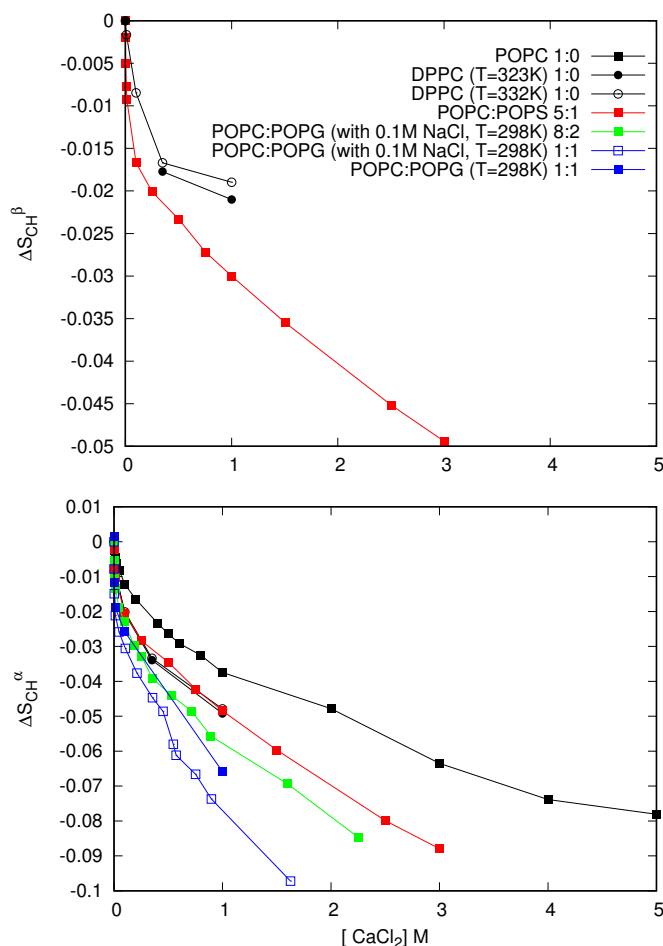 0
-0.005
-0.01
-0.015
-0.02
-0.025
-0.03
-0.035
-0.04
-0.045
-0.05
ΔS_CH^β
POPC 1:0
DPPC (T=323K) 1:0
DPPC (T=332K) 1:0
POPC:POPS 5:1
POPC:POPG (with 0.1M NaCl, T=298K) 8:2
POPC:POPG (with 0.1M NaCl, T=298K) 1:1
POPC:POPG (T=298K) 1:1
0 1 2 3 4 5
0.01
0
-0.01
-0.02
-0.03
-0.04
-0.05
-0.06
-0.07
-0.08
-0.09
-0.1
ΔS_CH^α
0 1 2 3 4 5
[ CaCl₂] M